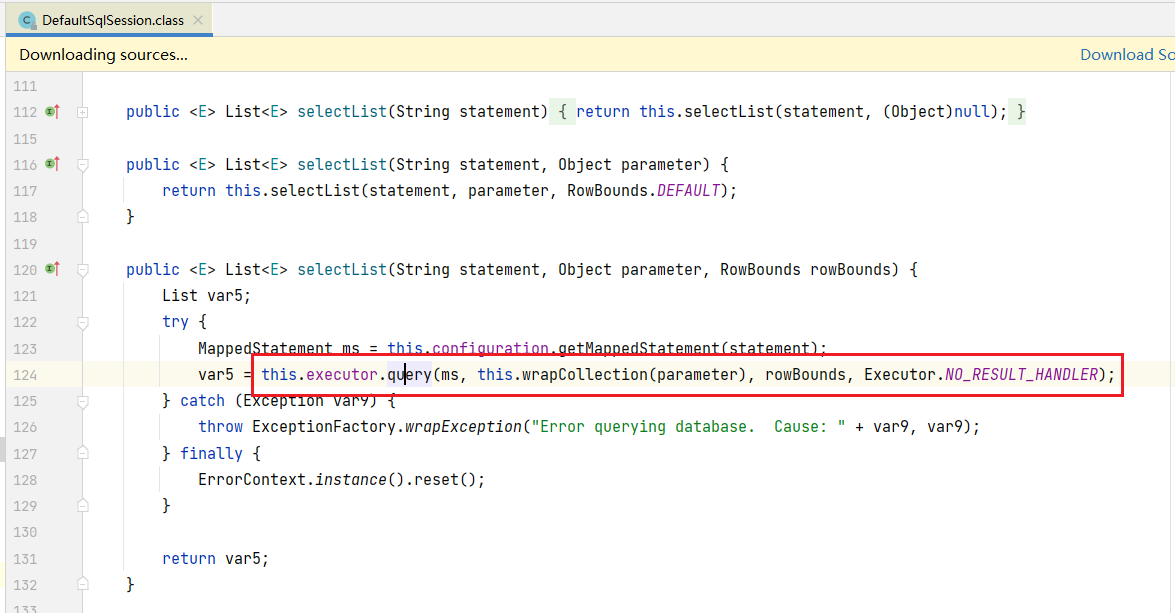 DefaultSqlSession.class
Downloading sources... Download So
111
112 public <E> List<E> selectList(String statement) { return this.selectList(statement, (Object)null); }
115
116 public <E> List<E> selectList(String statement, Object parameter) {
117 return this.selectList(statement, parameter, RowBounds.DEFAULT);
118 }
119
120 public <E> List<E> selectList(String statement, Object parameter, RowBounds rowBounds) {
121 List var5;
122 try {
123 MappedStatement ms = this.configuration.getMappedStatement(statement);
124 var5 = this.executor.query(ms, this.wrapCollection(parameter), rowBounds, Executor.NO_RESULT_HANDLER);
125 } catch (Exception var9) {
126 throw ExceptionFactory.wrapException("Error querying database.  Cause: " + var9, var9);
127 } finally {
128 ErrorContext.instance().reset();
129 }
130
131 return var5;
132 }
133